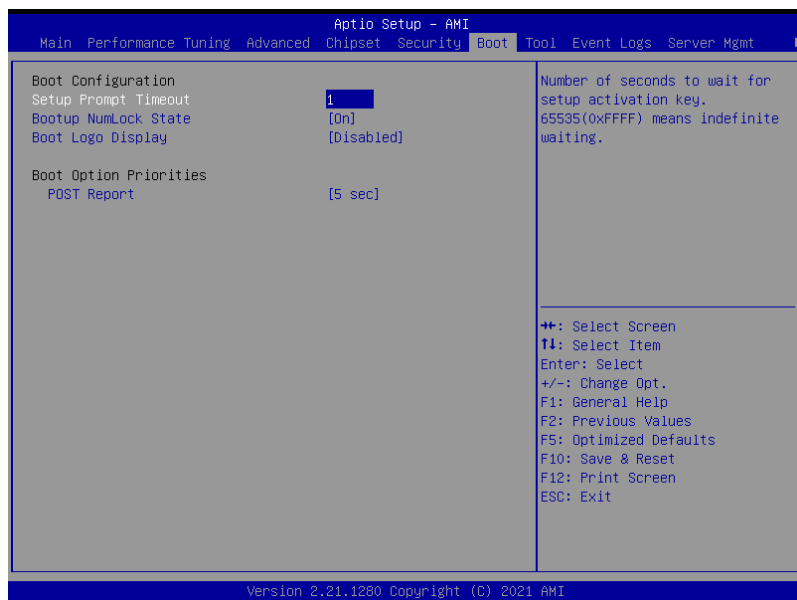 Aptio Setup - AMI
Main Performance Tuning Advanced Chipset Security Boot Tool Event Logs Server Mgmt
Boot Configuration
Setup Prompt Timeout 1
Bootup NumLock State [On]
Boot Logo Display [Disabled]
Boot Option Priorities
POST Report [5 sec]
Number of seconds to wait for
setup activation key.
65535(0xFFFF) means indefinite
waiting.
→←: Select Screen
↑↓: Select Item
Enter: Select
+/-: Change Opt.
F1: General Help
F2: Previous Values
F5: Optimized Defaults
F10: Save & Reset
F12: Print Screen
ESC: Exit
Version 2.21.1280 Copyright (C) 2021 AMI